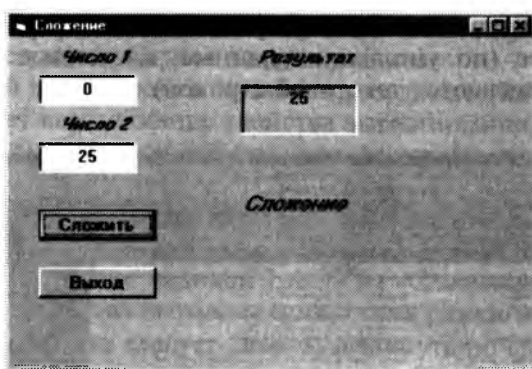 Сложение
Число 1
0
Число 2
25
Сложить
Выход
Результат
25
Сложение